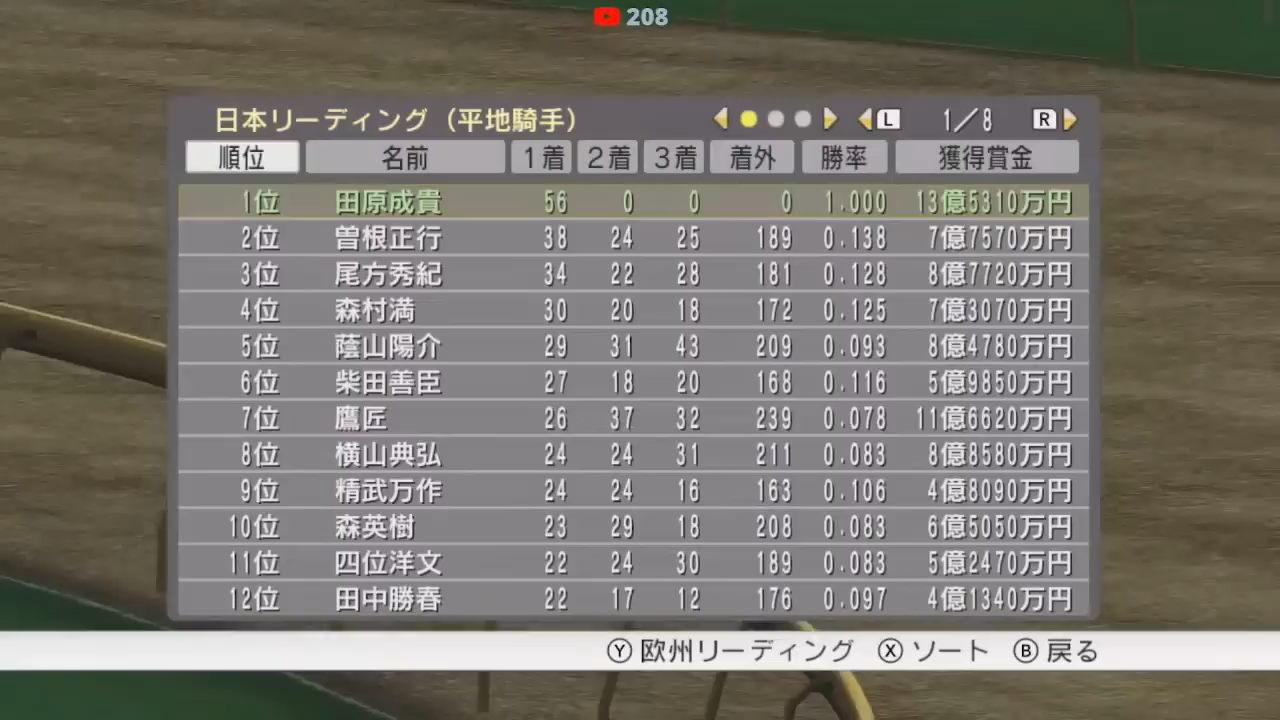 208
日本リーディング（平地騎手） L 1／8 R
順位 名前 1着 2着 3着 着外 勝率 獲得賞金
1位 田原成貴 56 0 0 0 1.000 13億5310万円
2位 曽根正行 38 24 25 189 0.138 7億7570万円
3位 尾方秀紀 34 22 28 181 0.128 8億7720万円
4位 森村満 30 20 18 172 0.125 7億3070万円
5位 蔭山陽介 29 31 43 209 0.093 8億4780万円
6位 柴田善臣 27 18 20 168 0.116 5億9850万円
7位 鷹匠 26 37 32 239 0.078 11億6620万円
8位 横山典弘 24 24 31 211 0.083 8億8580万円
9位 精武万作 24 24 16 163 0.106 4億8090万円
10位 森英樹 23 29 18 208 0.083 6億5050万円
11位 四位洋文 22 24 30 189 0.083 5億2470万円
12位 田中勝春 22 17 12 176 0.097 4億1340万円
Y 欧州リーディング X ソート B 戻る